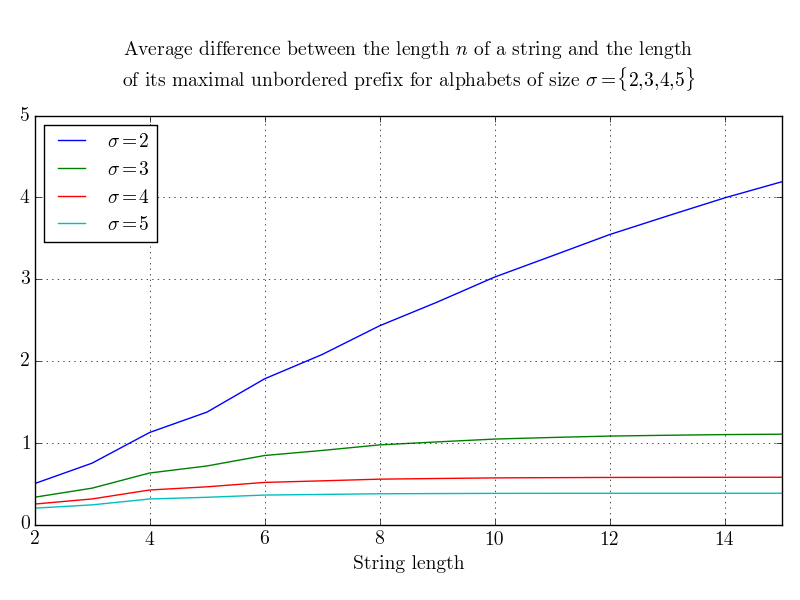 Average difference between the length n of a string and the length
of its maximal unbordered prefix for alphabets of size σ={2,3,4,5}
5
σ=2
σ=3
σ=4
σ=5
4
3
2
1
0
2 4 6 8 10 12 14
String length